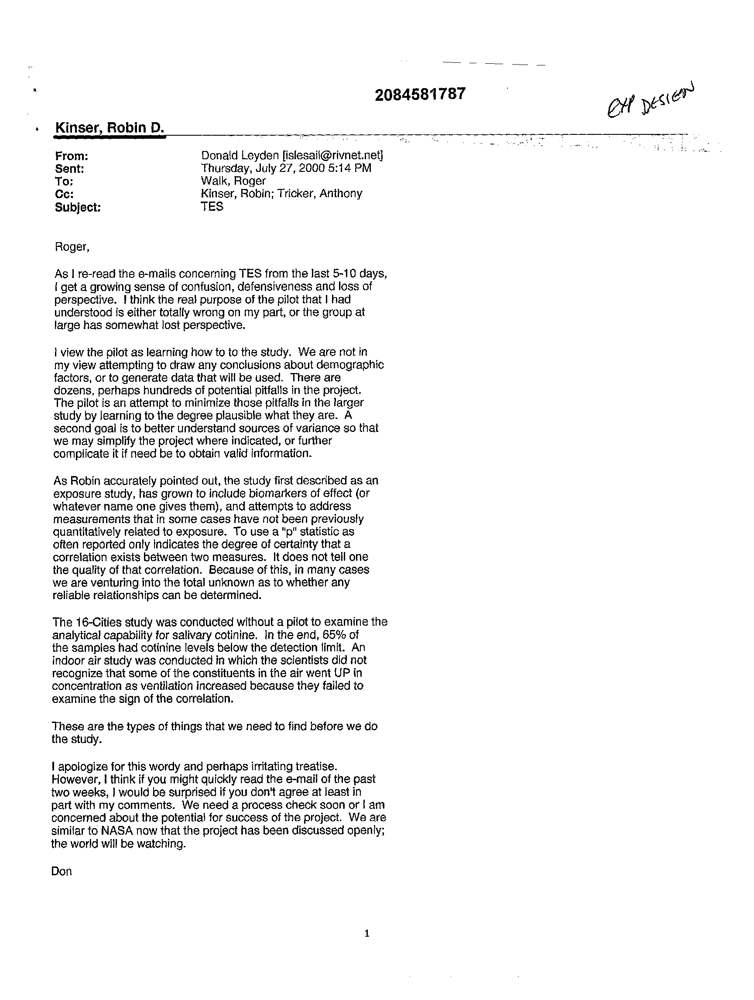 2084581787
EXP DESIGN
Kinser, Robin D.
From: Donald Leyden [islesail@rivnet.net]
Sent: Thursday, July 27, 2000 5:14 PM
To: Walk, Roger
Cc: Kinser, Robin; Tricker, Anthony
Subject: TES
Roger,
As I re-read the e-mails concerning TES from the last 5-10 days,
I get a growing sense of confusion, defensiveness and loss of
perspective. I think the real purpose of the pilot that I had
understood is either totally wrong on my part, or the group at
large has somewhat lost perspective.
I view the pilot as learning how to to the study. We are not in
my view attempting to draw any conclusions about demographic
factors, or to generate data that will be used. There are
dozens, perhaps hundreds of potential pitfalls in the project.
The pilot is an attempt to minimize those pitfalls in the larger
study by learning to the degree plausible what they are. A
second goal is to better understand sources of variance so that
we may simplify the project where indicated, or further
complicate it if need be to obtain valid information.
As Robin accurately pointed out, the study first described as an
exposure study, has grown to include biomarkers of effect (or
whatever name one gives them), and attempts to address
measurements that in some cases have not been previously
quantitatively related to exposure. To use a "p" statistic as
often reported only indicates the degree of certainty that a
correlation exists between two measures. It does not tell one
the quality of that correlation. Because of this, in many cases
we are venturing into the total unknown as to whether any
reliable relationships can be determined.
The 16-Cities study was conducted without a pilot to examine the
analytical capability for salivary cotinine. In the end, 65% of
the samples had cotinine levels below the detection limit. An
indoor air study was conducted in which the scientists did not
recognize that some of the constituents in the air went UP in
concentration as ventilation increased because they failed to
examine the sign of the correlation.
These are the types of things that we need to find before we do
the study.
I apologize for this wordy and perhaps irritating treatise.
However, I think if you might quickly read the e-mail of the past
two weeks, I would be surprised if you don't agree at least in
part with my comments. We need a process check soon or I am
concerned about the potential for success of the project. We are
similar to NASA now that the project has been discussed openly;
the world will be watching.
Don
1